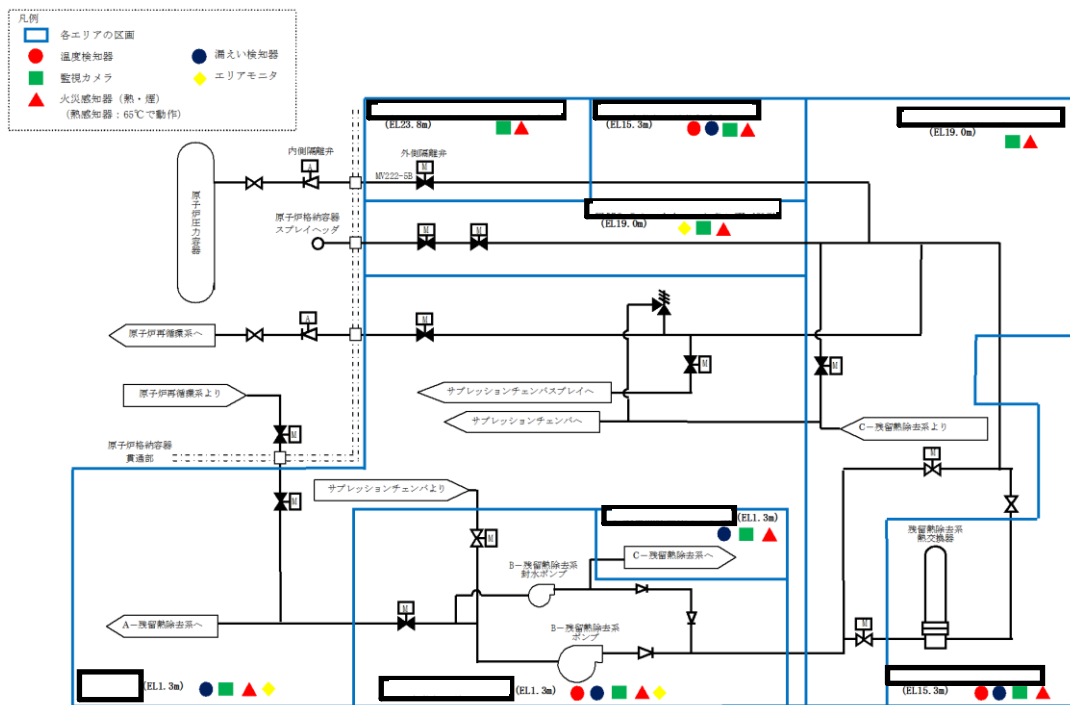 凡例
各エリアの区画
温度検知器
漏えい検知器
監視カメラ
エリアモニタ
火災感知器(熱・煙)
(熱感知器:65℃で動作)
(EL23.8m)
(EL15.3m)
(EL19.0m)
内側隔離弁
外側隔離弁
A
M
MV222-5B
原子炉圧力容器
原子炉格納容器
スプレイヘッダ
M
M
(EL19.0m)
原子炉再循環系へ
A
M
M
M
サプレッションチェンバスプレイへ
原子炉再循環系より
サプレッションチェンバへ
C-残留熱除去系より
M
原子炉格納容器
貫通部
M
サプレッションチェンバより
M
M
(EL1.3m)
残留熱除去系
熱交換器
C-残留熱除去系へ
B-残留熱除去系
封水ポンプ
A-残留熱除去系へ
M
B-残留熱除去系
ポンプ
M
(EL1.3m)
(EL1.3m)
(EL15.3m)